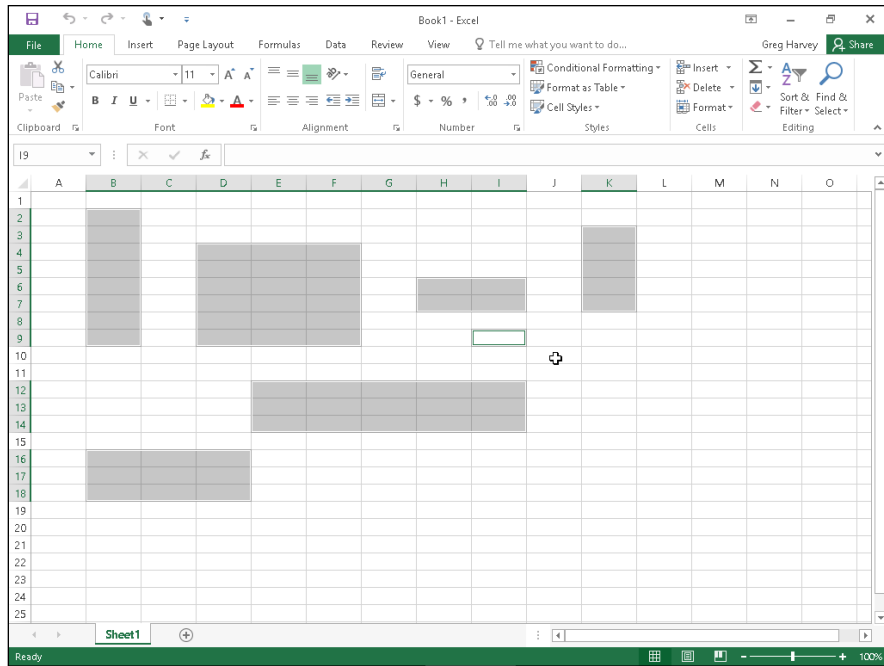 Book1 - Excel
File Home Insert Page Layout Formulas Data Review View Tell me what you want to do... Greg Harvey Share
Paste
Calibri 11 A A
B I U A
General
$ % , .0 .00 .00 .0
Conditional Formatting
Format as Table
Cell Styles
Insert
Delete
Format
Σ A Z
Sort & Filter
Find & Select
Clipboard Font Alignment Number Styles Cells Editing
I9 fx
A B C D E F G H I J K L M N O
1
2
3
4
5
6
7
8
9
10
11
12
13
14
15
16
17
18
19
20
21
22
23
24
25
Sheet1
Ready 100%